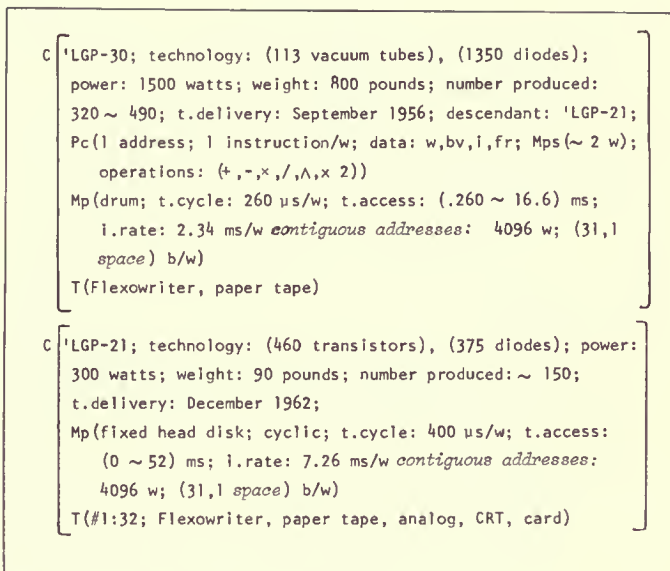 C 'LGP-30; technology: (113 vacuum tubes), (1350 diodes);
power: 1500 watts; weight: 800 pounds; number produced:
320 ~ 490; t.delivery: September 1956; descendant: 'LGP-21;
Pc(1 address; 1 instruction/w; data: w,bv,i,fr; Mps(~ 2 w);
operations: (+,-,×,/,∧,× 2))
Mp(drum; t.cycle: 260 µs/w; t.access: (.260 ~ 16.6) ms;
i.rate: 2.34 ms/w contiguous addresses: 4096 w; (31,1
space) b/w)
T(Flexowriter, paper tape)
C 'LGP-21; technology: (460 transistors), (375 diodes); power:
300 watts; weight: 90 pounds; number produced: ~ 150;
t.delivery: December 1962;
Mp(fixed head disk; cyclic; t.cycle: 400 µs/w; t.access:
(0 ~ 52) ms; i.rate: 7.26 ms/w contiguous addresses:
4096 w; (31,1 space) b/w)
T(#1:32; Flexowriter, paper tape, analog, CRT, card)